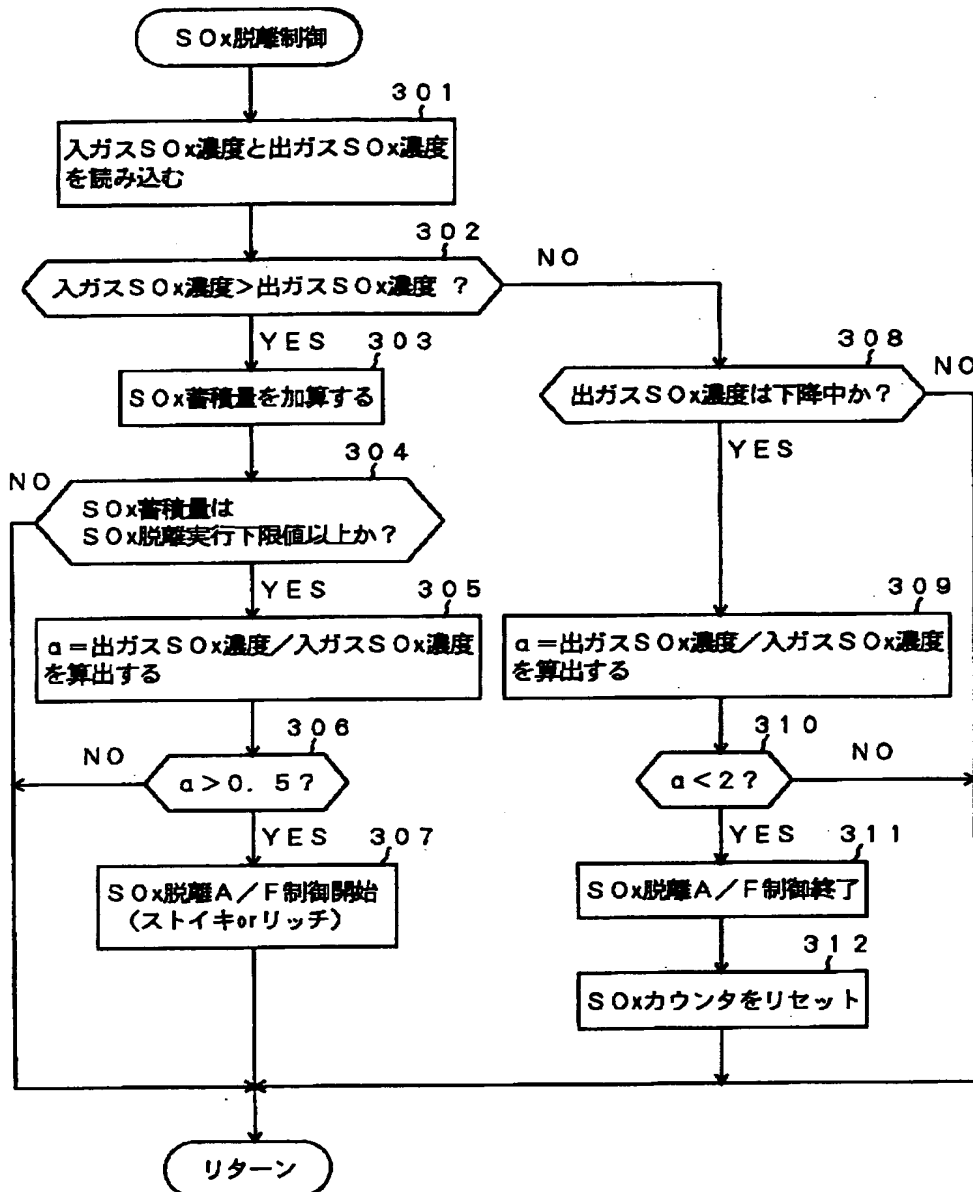 SOx脱離制御
301
入ガスSOx濃度と出ガスSOx濃度
を読み込む
302
入ガスSOx濃度>出ガスSOx濃度 ?
NO
YES
303
SOx蓄積量を加算する
304
NO
SOx蓄積量は
SOx脱離実行下限値以上か?
YES
305
α=出ガスSOx濃度/入ガスSOx濃度
を算出する
306
NO
α>0.5?
YES
307
SOx脱離A/F制御開始
(ストイキorリッチ)
308
NO
出ガスSOx濃度は下降中か?
YES
309
α=出ガスSOx濃度/入ガスSOx濃度
を算出する
310
α<2?
NO
YES
311
SOx脱離A/F制御終了
312
SOxカウンタをリセット
リターン